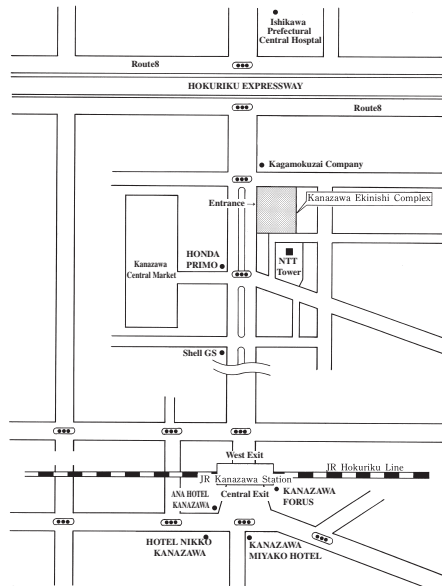 Ishikawa
Prefectural
Central Hosptal
Route8
HOKURIKU EXPRESSWAY
Route8
Kagamokuzai Company
Entrance →
Kanazawa Ekinishi Complex
HONDA
PRIMO
Kanazawa
Central Market
NTT
Tower
Shell GS
West Exit
JR Hokuriku Line
JR Kanazawa Station
ANA HOTEL
KANAZAWA
Central Exit
KANAZAWA
FORUS
HOTEL NIKKO
KANAZAWA
KANAZAWA
MIYAKO HOTEL